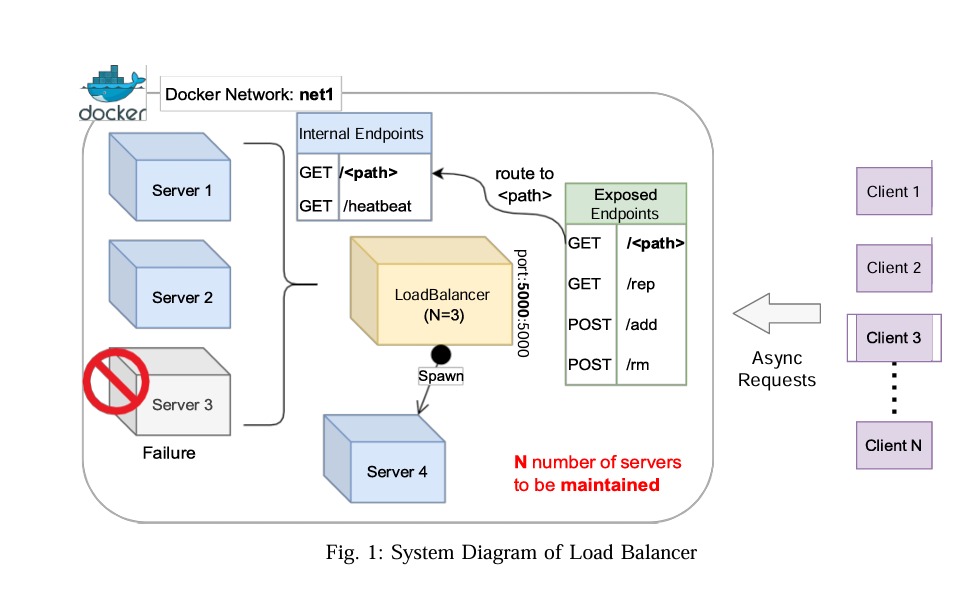 docker
Docker Network: net1
Server 1
Server 2
Server 3
Failure
Internal Endpoints
GET /<path>
GET /heatbeat
route to
<path>
Exposed
Endpoints
GET /<path>
GET /rep
POST /add
POST /rm
LoadBalancer
(N=3)
port:5000:5000
Spawn
Server 4
N number of servers
to be maintained
Async
Requests
Client 1
Client 2
Client 3
Client N
Fig. 1: System Diagram of Load Balancer